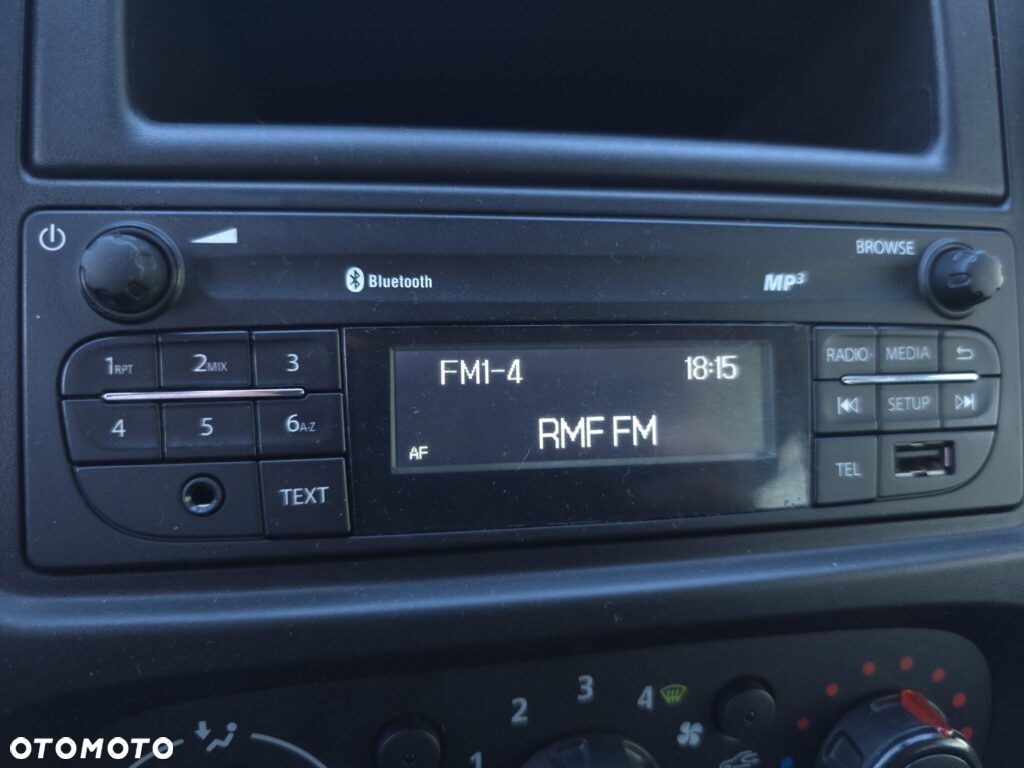 BROWSE
Bluetooth
MP3
1RPT 2MIX 3
FM1-4 18:15
RADIO MEDIA
4 5 6A-Z
RMF FM
SETUP
AF
TEXT
TEL
1 2 3 4
OTOMOTO